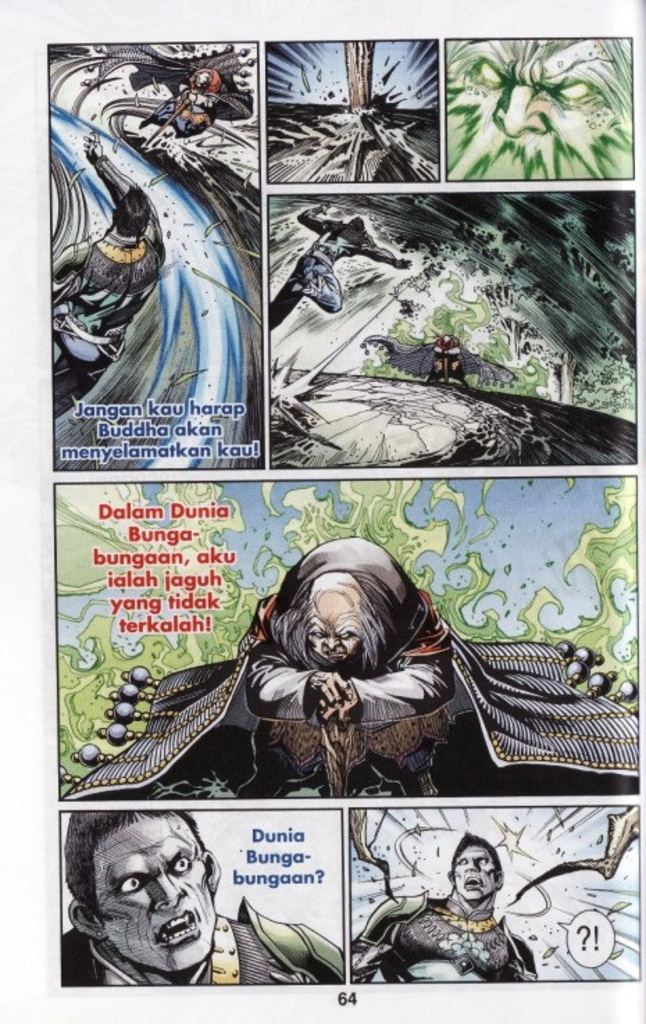 Jangan kau harap
Buddha akan
menyelamatkan kau!
Dalam Dunia
Bunga-
bungaan, aku
ialah jaguh
yang tidak
terkalah!
Dunia
Bunga-
bungaan?
?!
64